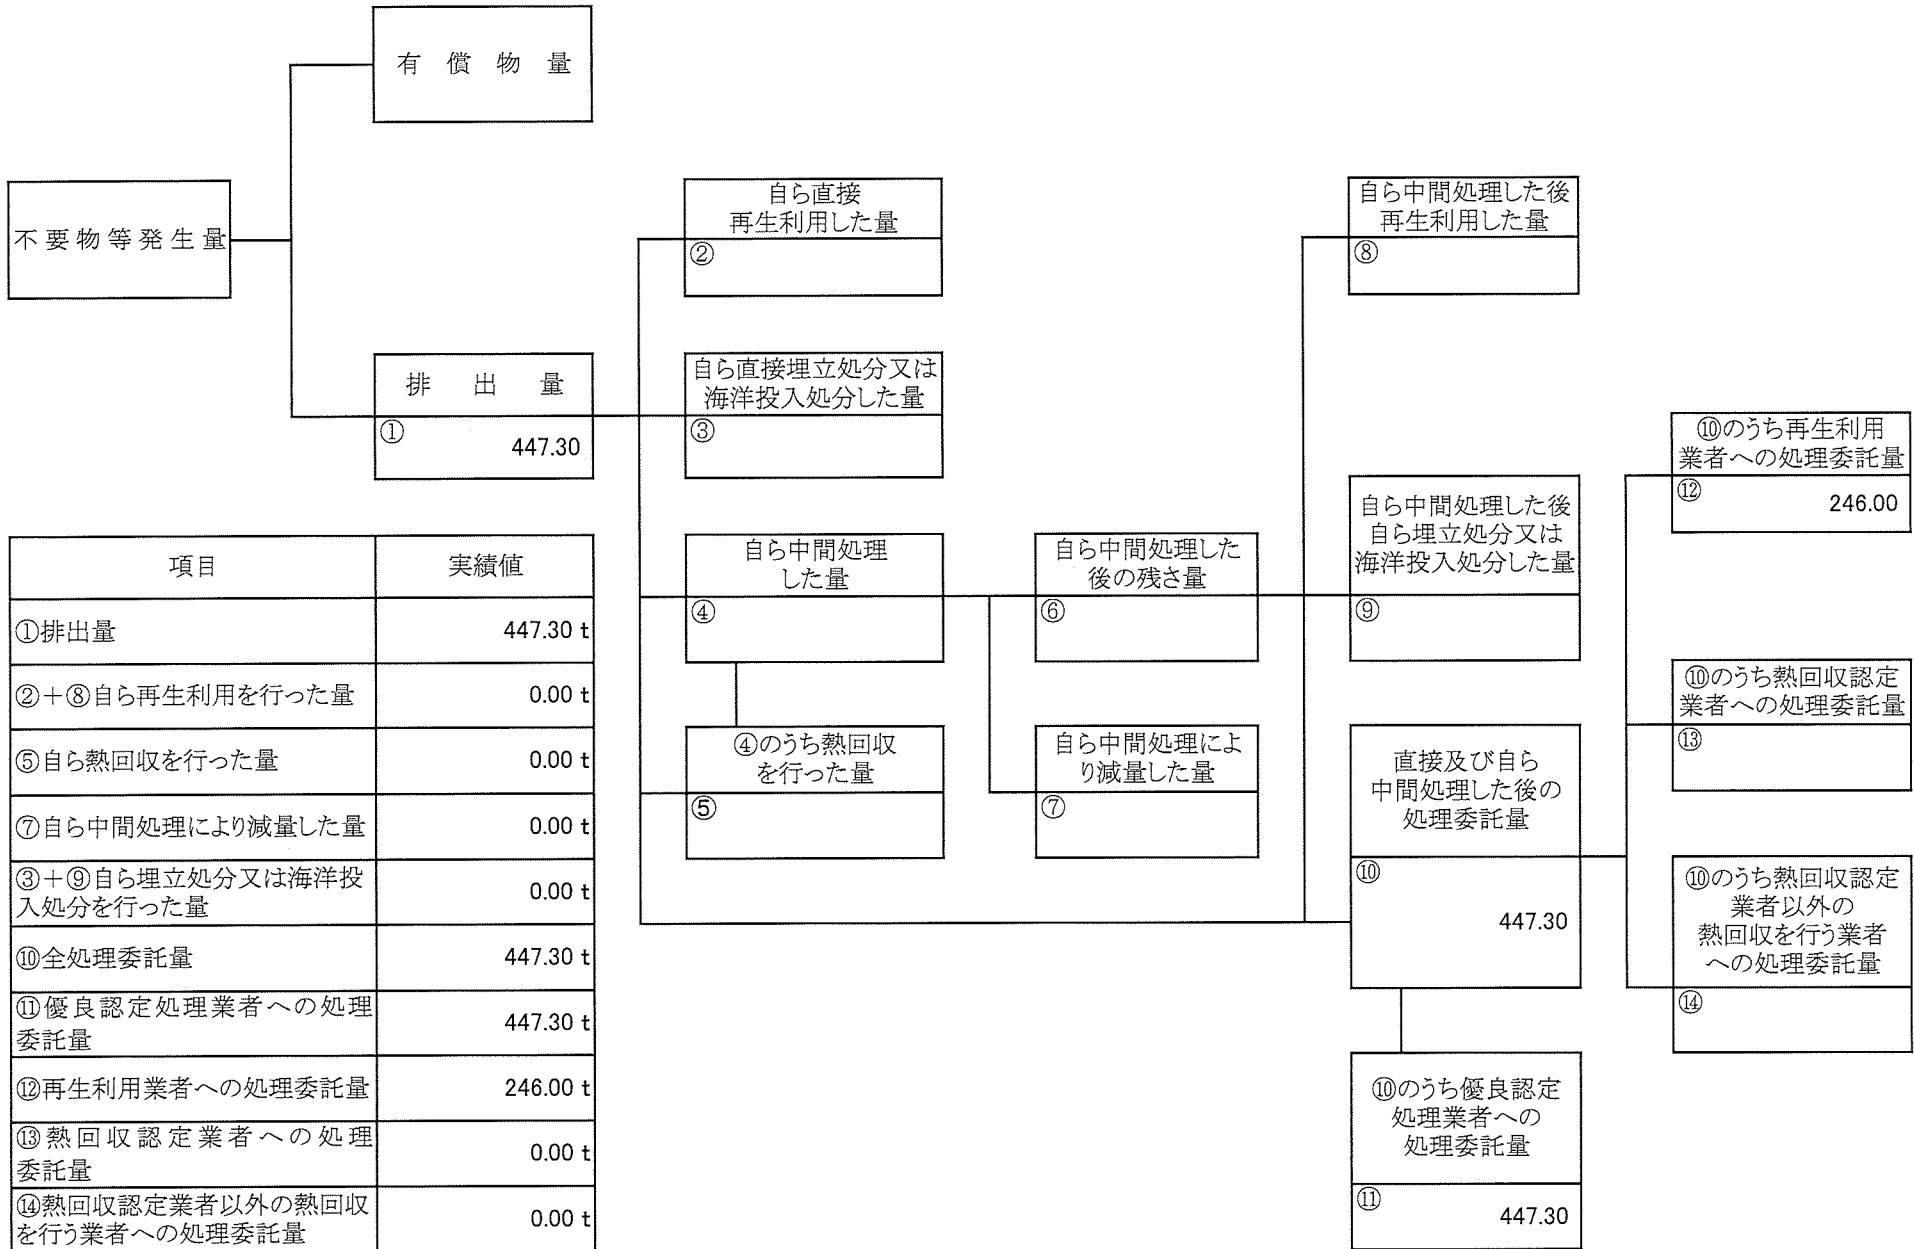 有 償 物 量
不要物等発生量
自ら直接
再生利用した量
②
自ら中間処理した後
再生利用した量
⑧
排 出 量
① 447.30
自ら直接埋立処分又は
海洋投入処分した量
③
⑩のうち再生利用
業者への処理委託量
⑫ 246.00
自ら中間処理
した量
④
自ら中間処理した
後の残さ量
⑥
自ら中間処理した後
自ら埋立処分又は
海洋投入処分した量
⑨
④のうち熱回収
を行った量
⑤
自ら中間処理によ
り減量した量
⑦
直接及び自ら
中間処理した後の
処理委託量
⑩
447.30
⑩のうち熱回収認定
業者への処理委託量
⑬
⑩のうち熱回収認定
業者以外の
熱回収を行う業者
への処理委託量
⑭
⑩のうち優良認定
処理業者への
処理委託量
⑪ 447.30
項目 実績値
①排出量 447.30 t
②+⑧自ら再生利用を行った量 0.00 t
⑤自ら熱回収を行った量 0.00 t
⑦自ら中間処理により減量した量 0.00 t
③+⑨自ら埋立処分又は海洋投
入処分を行った量 0.00 t
⑩全処理委託量 447.30 t
⑪優良認定処理業者への処理
委託量 447.30 t
⑫再生利用業者への処理委託量 246.00 t
⑬熱回収認定業者への処理
委託量 0.00 t
⑭熱回収認定業者以外の熱回収
を行う業者への処理委託量 0.00 t